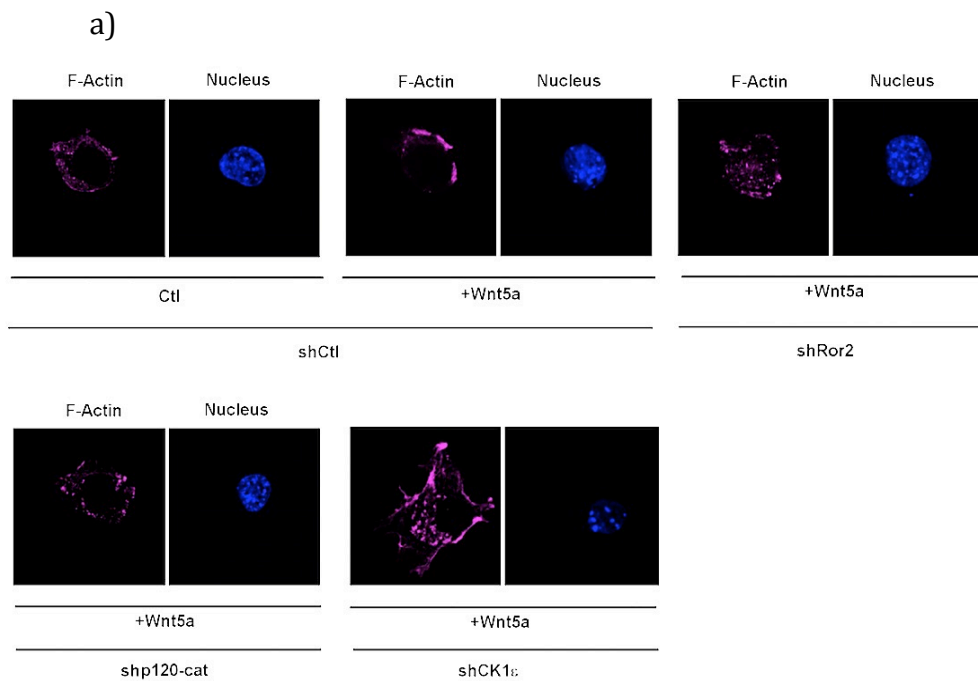 a)
F-Actin Nucleus F-Actin Nucleus F-Actin Nucleus
Ctl +Wnt5a +Wnt5a
shCtl shRor2
F-Actin Nucleus
+Wnt5a +Wnt5a
shp120-cat shCK1ε